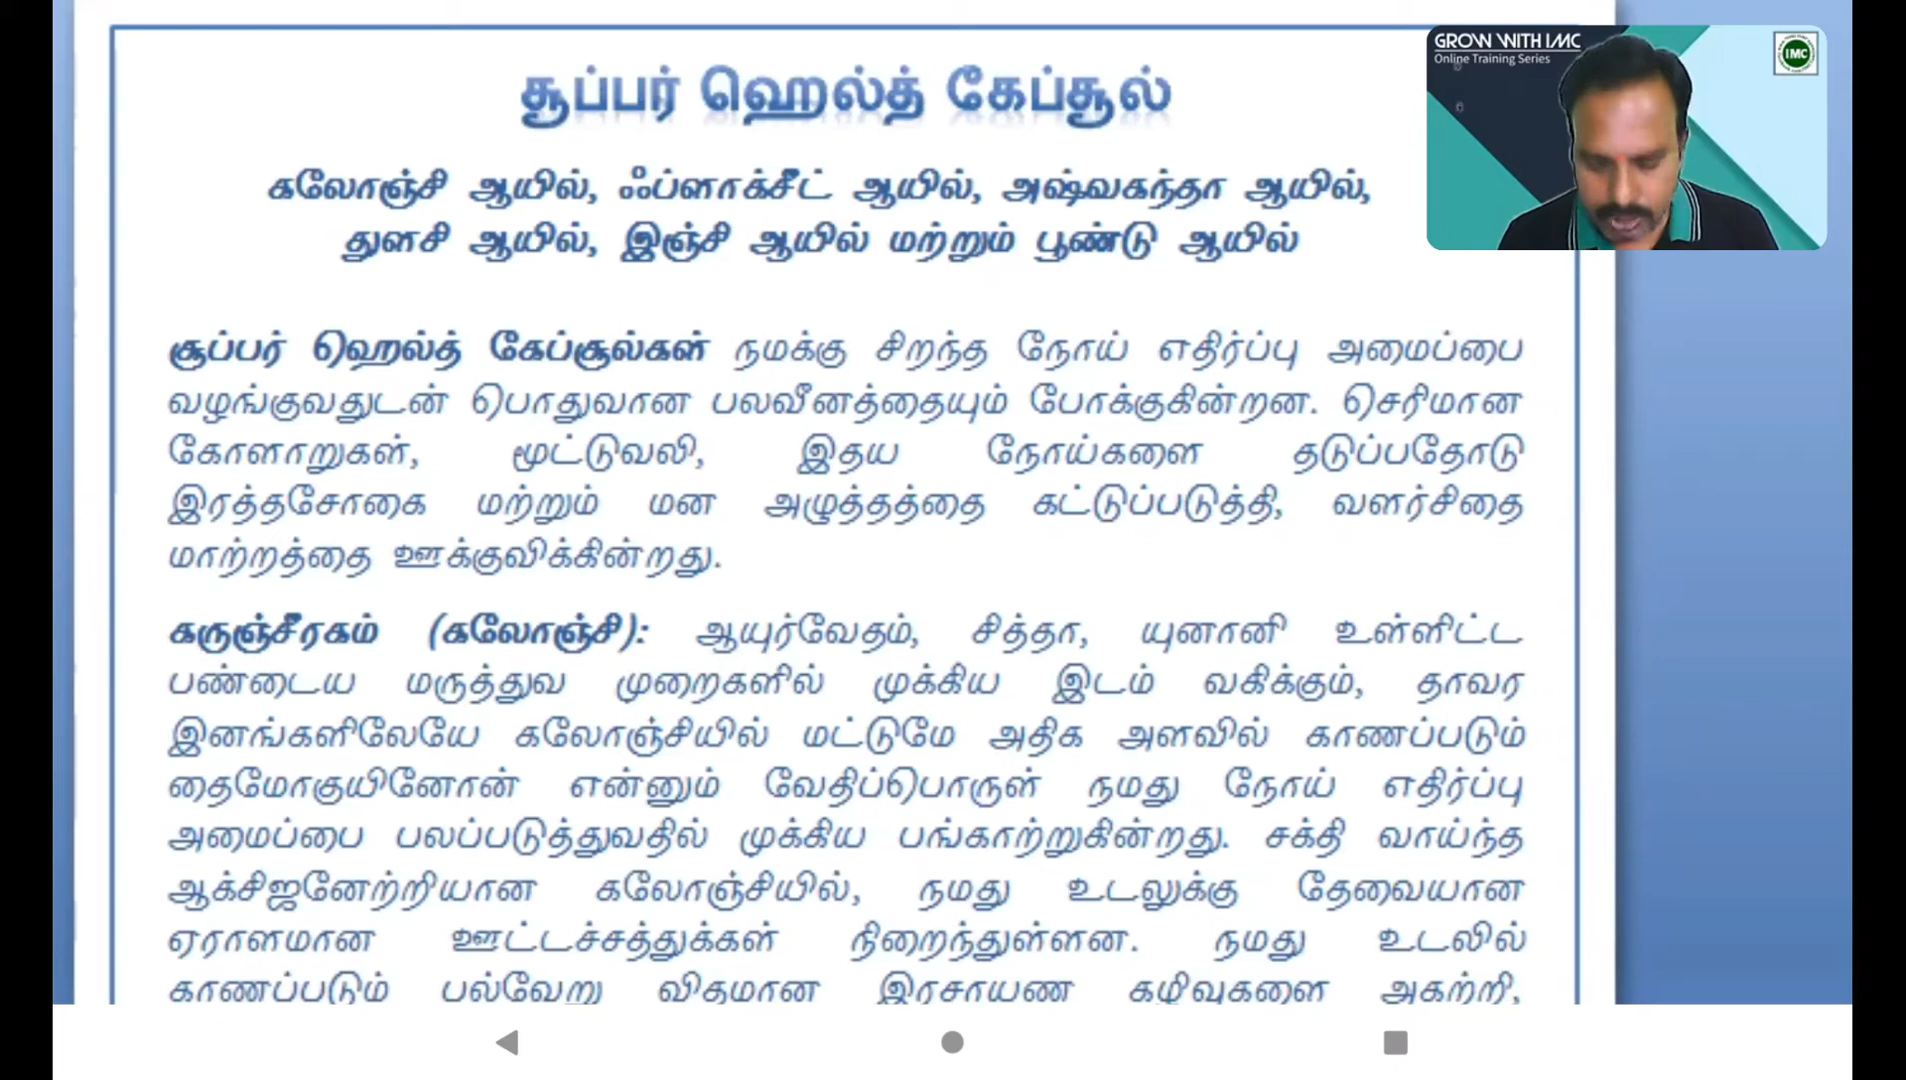 சூப்பர் ஹெல்த் கேப்சூல்
கலோஞ்சி ஆயில், ஃப்ளாக்சீட் ஆயில், அஷ்வகந்தா ஆயில்,
துளசி ஆயில், இஞ்சி ஆயில் மற்றும் பூண்டு ஆயில்
GROW WITH IMC
Online Training Series
IMC
சூப்பர் ஹெல்த் கேப்சூல்கள் நமக்கு சிறந்த நோய் எதிர்ப்பு அமைப்பை
வழங்குவதுடன் பொதுவான பலவீனத்தையும் போக்குகின்றன. செரிமான
கோளாறுகள், மூட்டுவலி, இதய நோய்களை தடுப்பதோடு
இரத்தசோகை மற்றும் மன அழுத்தத்தை கட்டுப்படுத்தி, வளர்சிதை
மாற்றத்தை ஊக்குவிக்கின்றது.
கருஞ்சீரகம் (கலோஞ்சி): ஆயுர்வேதம், சித்தா, யுனானி உள்ளிட்ட
பண்டைய மருத்துவ முறைகளில் முக்கிய இடம் வகிக்கும், தாவர
இனங்களிலேயே கலோஞ்சியில் மட்டுமே அதிக அளவில் காணப்படும்
தைமோகுயினோன் என்னும் வேதிப்பொருள் நமது நோய் எதிர்ப்பு
அமைப்பை பலப்படுத்துவதில் முக்கிய பங்காற்றுகின்றது. சக்தி வாய்ந்த
ஆக்சிஜனேற்றியான கலோஞ்சியில், நமது உடலுக்கு தேவையான
ஏராளமான ஊட்டச்சத்துக்கள் நிறைந்துள்ளன. நமது உடலில்
காணப்படும் பல்வேறு விதமான இரசாயண கழிவுகளை அகற்றி,